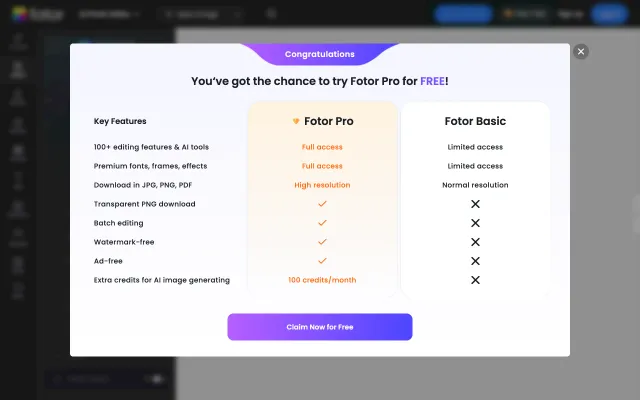 Congratulations
You've got the chance to try Fotor Pro for FREE!
Key Features
Fotor Pro
Fotor Basic
100+ editing features & AI tools
Full access
Limited access
Premium fonts, frames, effects
Full access
Limited access
Download in JPG, PNG, PDF
High resolution
Normal resolution
Transparent PNG download
Batch editing
Watermark-free
Ad-free
Extra credits for AI image generating
100 credits/month
Claim Now for Free